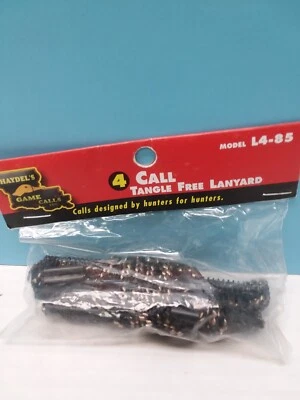 HAYDEL'S
GAME CALLS
4 CALL
TANGLE FREE LANYARD
MODEL L4-85
Calls designed by hunters for hunters.